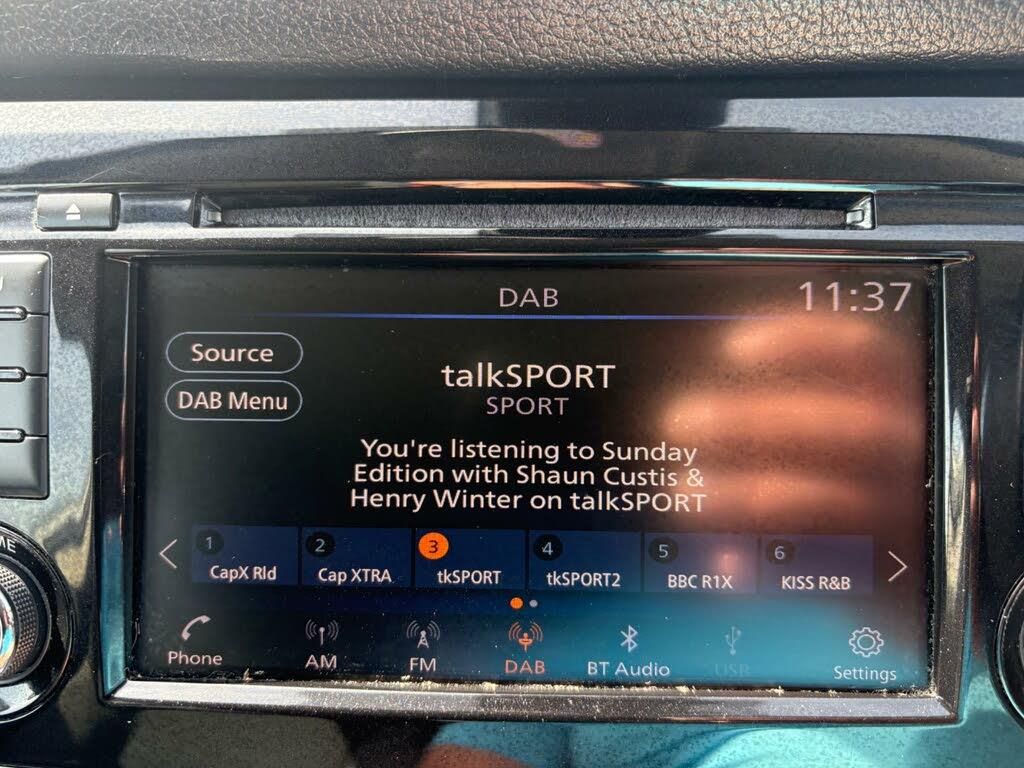 DAB
11:37
Source
DAB Menu
talkSPORT
SPORT
You're listening to Sunday
Edition with Shaun Custis &
Henry Winter on talkSPORT
1
CapX Rld
2
Cap XTRA
3
tkSPORT
4
tkSPORT2
5
BBC R1X
6
KISS R&B
Phone
AM
FM
DAB
BT Audio
USB
Settings